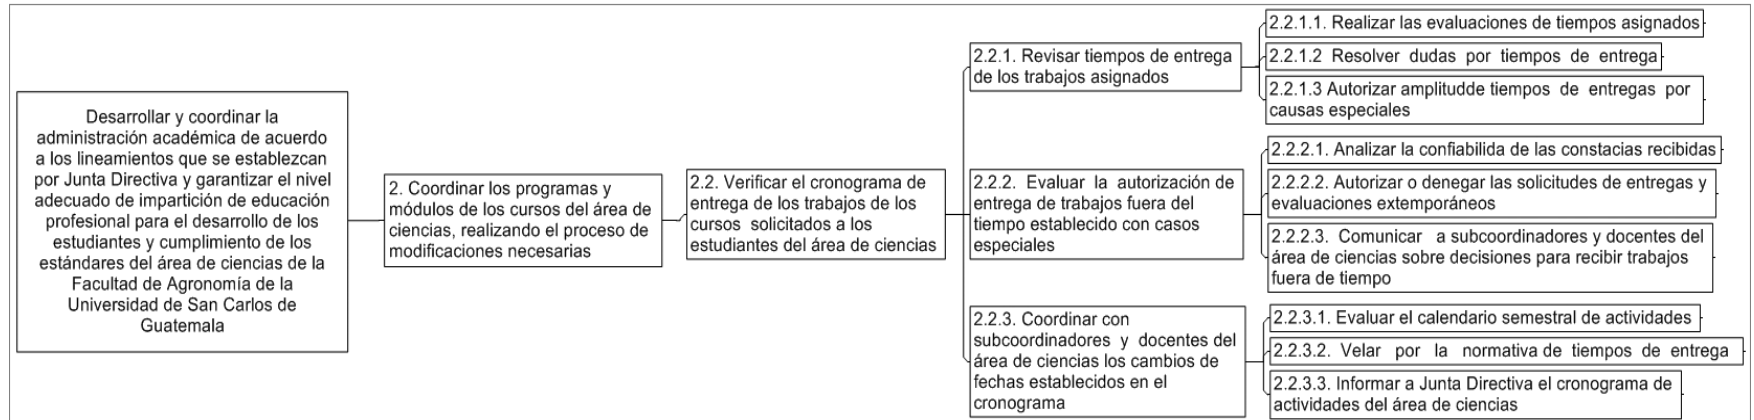 Desarrollar y coordinar la
administración académica de acuerdo
a los lineamientos que se establezcan
por Junta Directiva y garantizar el nivel
adecuado de impartición de educación
profesional para el desarrollo de los
estudiantes y cumplimiento de los
estándares del área de ciencias de la
Facultad de Agronomía de la
Universidad de San Carlos de
Guatemala
2. Coordinar los programas y
módulos de los cursos del área de
ciencias, realizando el proceso de
modificaciones necesarias
2.2. Verificar el cronograma de
entrega de los trabajos de los
cursos solicitados a los
estudiantes del área de ciencias
2.2.1. Revisar tiempos de entrega
de los trabajos asignados
2.2.1.1. Realizar las evaluaciones de tiempos asignados
2.2.1.2 Resolver dudas por tiempos de entrega
2.2.1.3 Autorizar amplitudde tiempos de entregas por
causas especiales
2.2.2. Evaluar la autorización de
entrega de trabajos fuera del
tiempo establecido con casos
especiales
2.2.2.1. Analizar la confiabilida de las constacias recibidas
2.2.2.2. Autorizar o denegar las solicitudes de entregas y
evaluaciones extemporáneos
2.2.2.3. Comunicar a subcoordinadores y docentes del
área de ciencias sobre decisiones para recibir trabajos
fuera de tiempo
2.2.3. Coordinar con
subcoordinadores y docentes del
área de ciencias los cambios de
fechas establecidos en el
cronograma
2.2.3.1. Evaluar el calendario semestral de actividades
2.2.3.2. Velar por la normativa de tiempos de entrega
2.2.3.3. Informar a Junta Directiva el cronograma de
actividades del área de ciencias